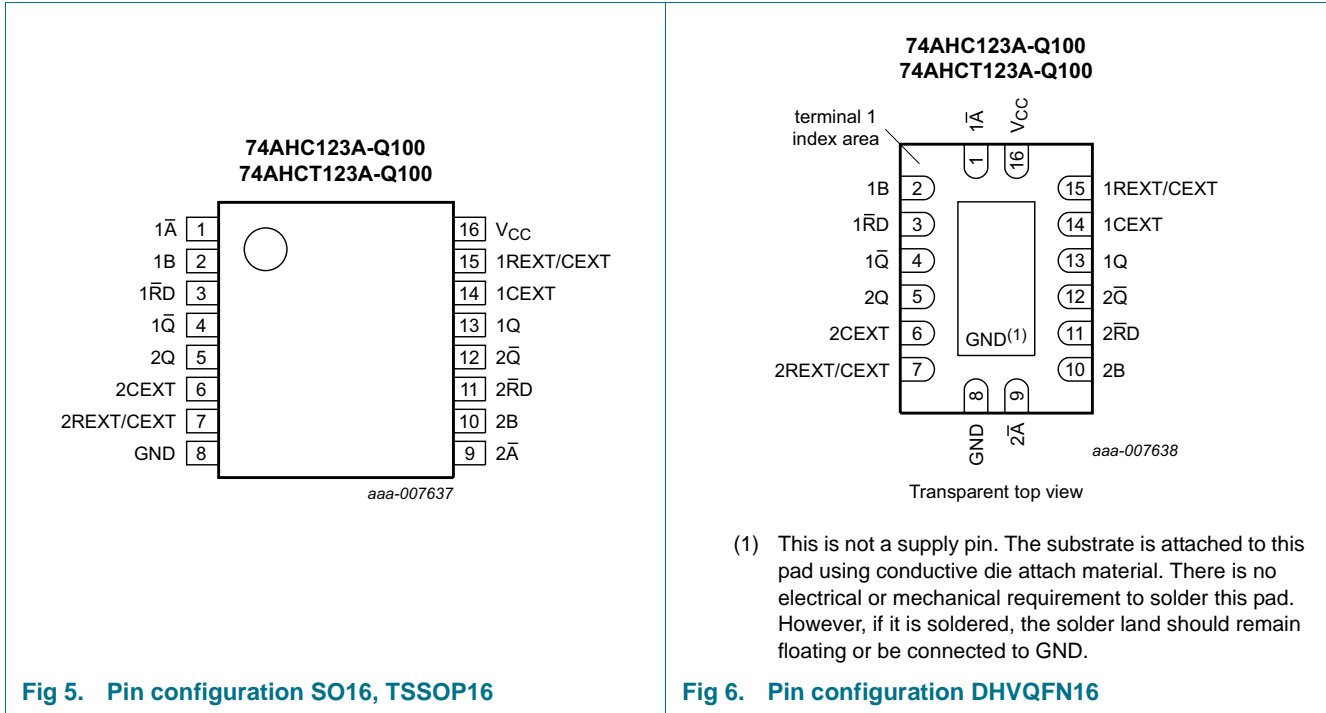 74AHC123A-Q100
74AHCT123A-Q100
1A̅ 1
1B 2
1R̅D 3
1Q̅ 4
2Q 5
2CEXT 6
2REXT/CEXT 7
GND 8
16 VCC
15 1REXT/CEXT
14 1CEXT
13 1Q
12 2Q̅
11 2R̅D
10 2B
9 2A̅
aaa-007637
Fig 5. Pin configuration SO16, TSSOP16
74AHC123A-Q100
74AHCT123A-Q100
terminal 1
index area
1A̅ VCC
1 16
1B 2
1R̅D 3
1Q̅ 4
2Q 5
2CEXT 6
2REXT/CEXT 7
15 1REXT/CEXT
14 1CEXT
13 1Q
12 2Q̅
11 2R̅D
10 2B
GND(1)
8 9
GND 2A̅
aaa-007638
Transparent top view
(1) This is not a supply pin. The substrate is attached to this
pad using conductive die attach material. There is no
electrical or mechanical requirement to solder this pad.
However, if it is soldered, the solder land should remain
floating or be connected to GND.
Fig 6. Pin configuration DHVQFN16